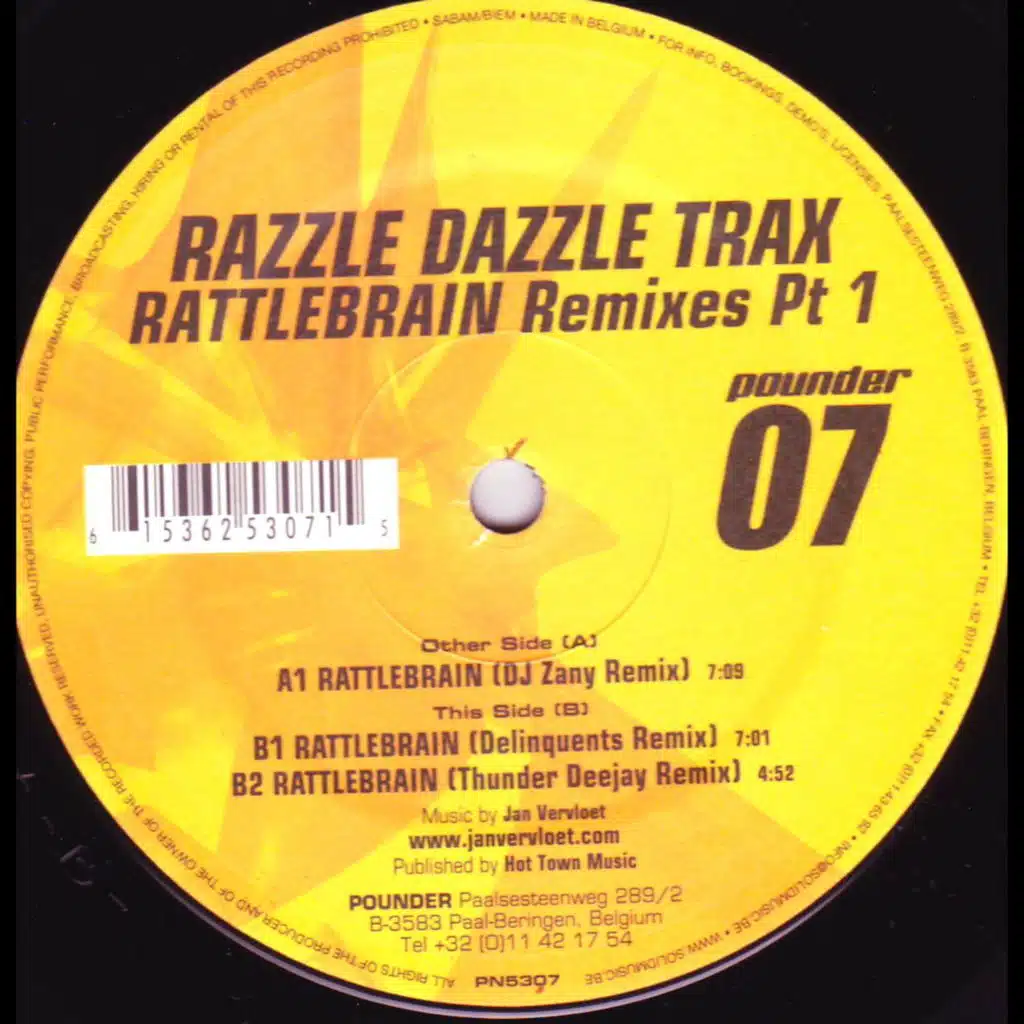 ALL RIGHTS OF THE PRODUCER AND OF THE OWNER OF THE RECORDED WORK RESERVED, UNAUTHORISED COPYING, PUBLIC PERFORMANCE, BROADCASTING, HIRING OR RENTAL OF THIS RECORDING PROHIBITED • SABAM/BIEM • MADE IN BELGIUM • FOR INFO, BOOKINGS, DEMO'S, LICENSES: PAALSESTEENWEG 289/2, B 3583 PAAL-BERINGEN, BELGIUM • TEL +32 (0)11.42 17 54 • FAX +32 (0)11.43 65 92 • INFO@SOLIDMUSIC.BE • WWW.SOLIDMUSIC.BE
RAZZLE DAZZLE TRAX
RATTLEBRAIN Remixes Pt 1
pounder
07
6 15362 53071 5
Other Side (A)
A1 RATTLEBRAIN (DJ Zany Remix) 7:09
This Side (B)
B1 RATTLEBRAIN (Delinquents Remix) 7:01
B2 RATTLEBRAIN (Thunder Deejay Remix) 4:52
Music by Jan Vervloet
www.janvervloet.com
Published by Hot Town Music
POUNDER Paalsesteenweg 289/2
B-3583 Paal-Beringen, Belgium
Tel +32 (0)11 42 17 54
PN5307